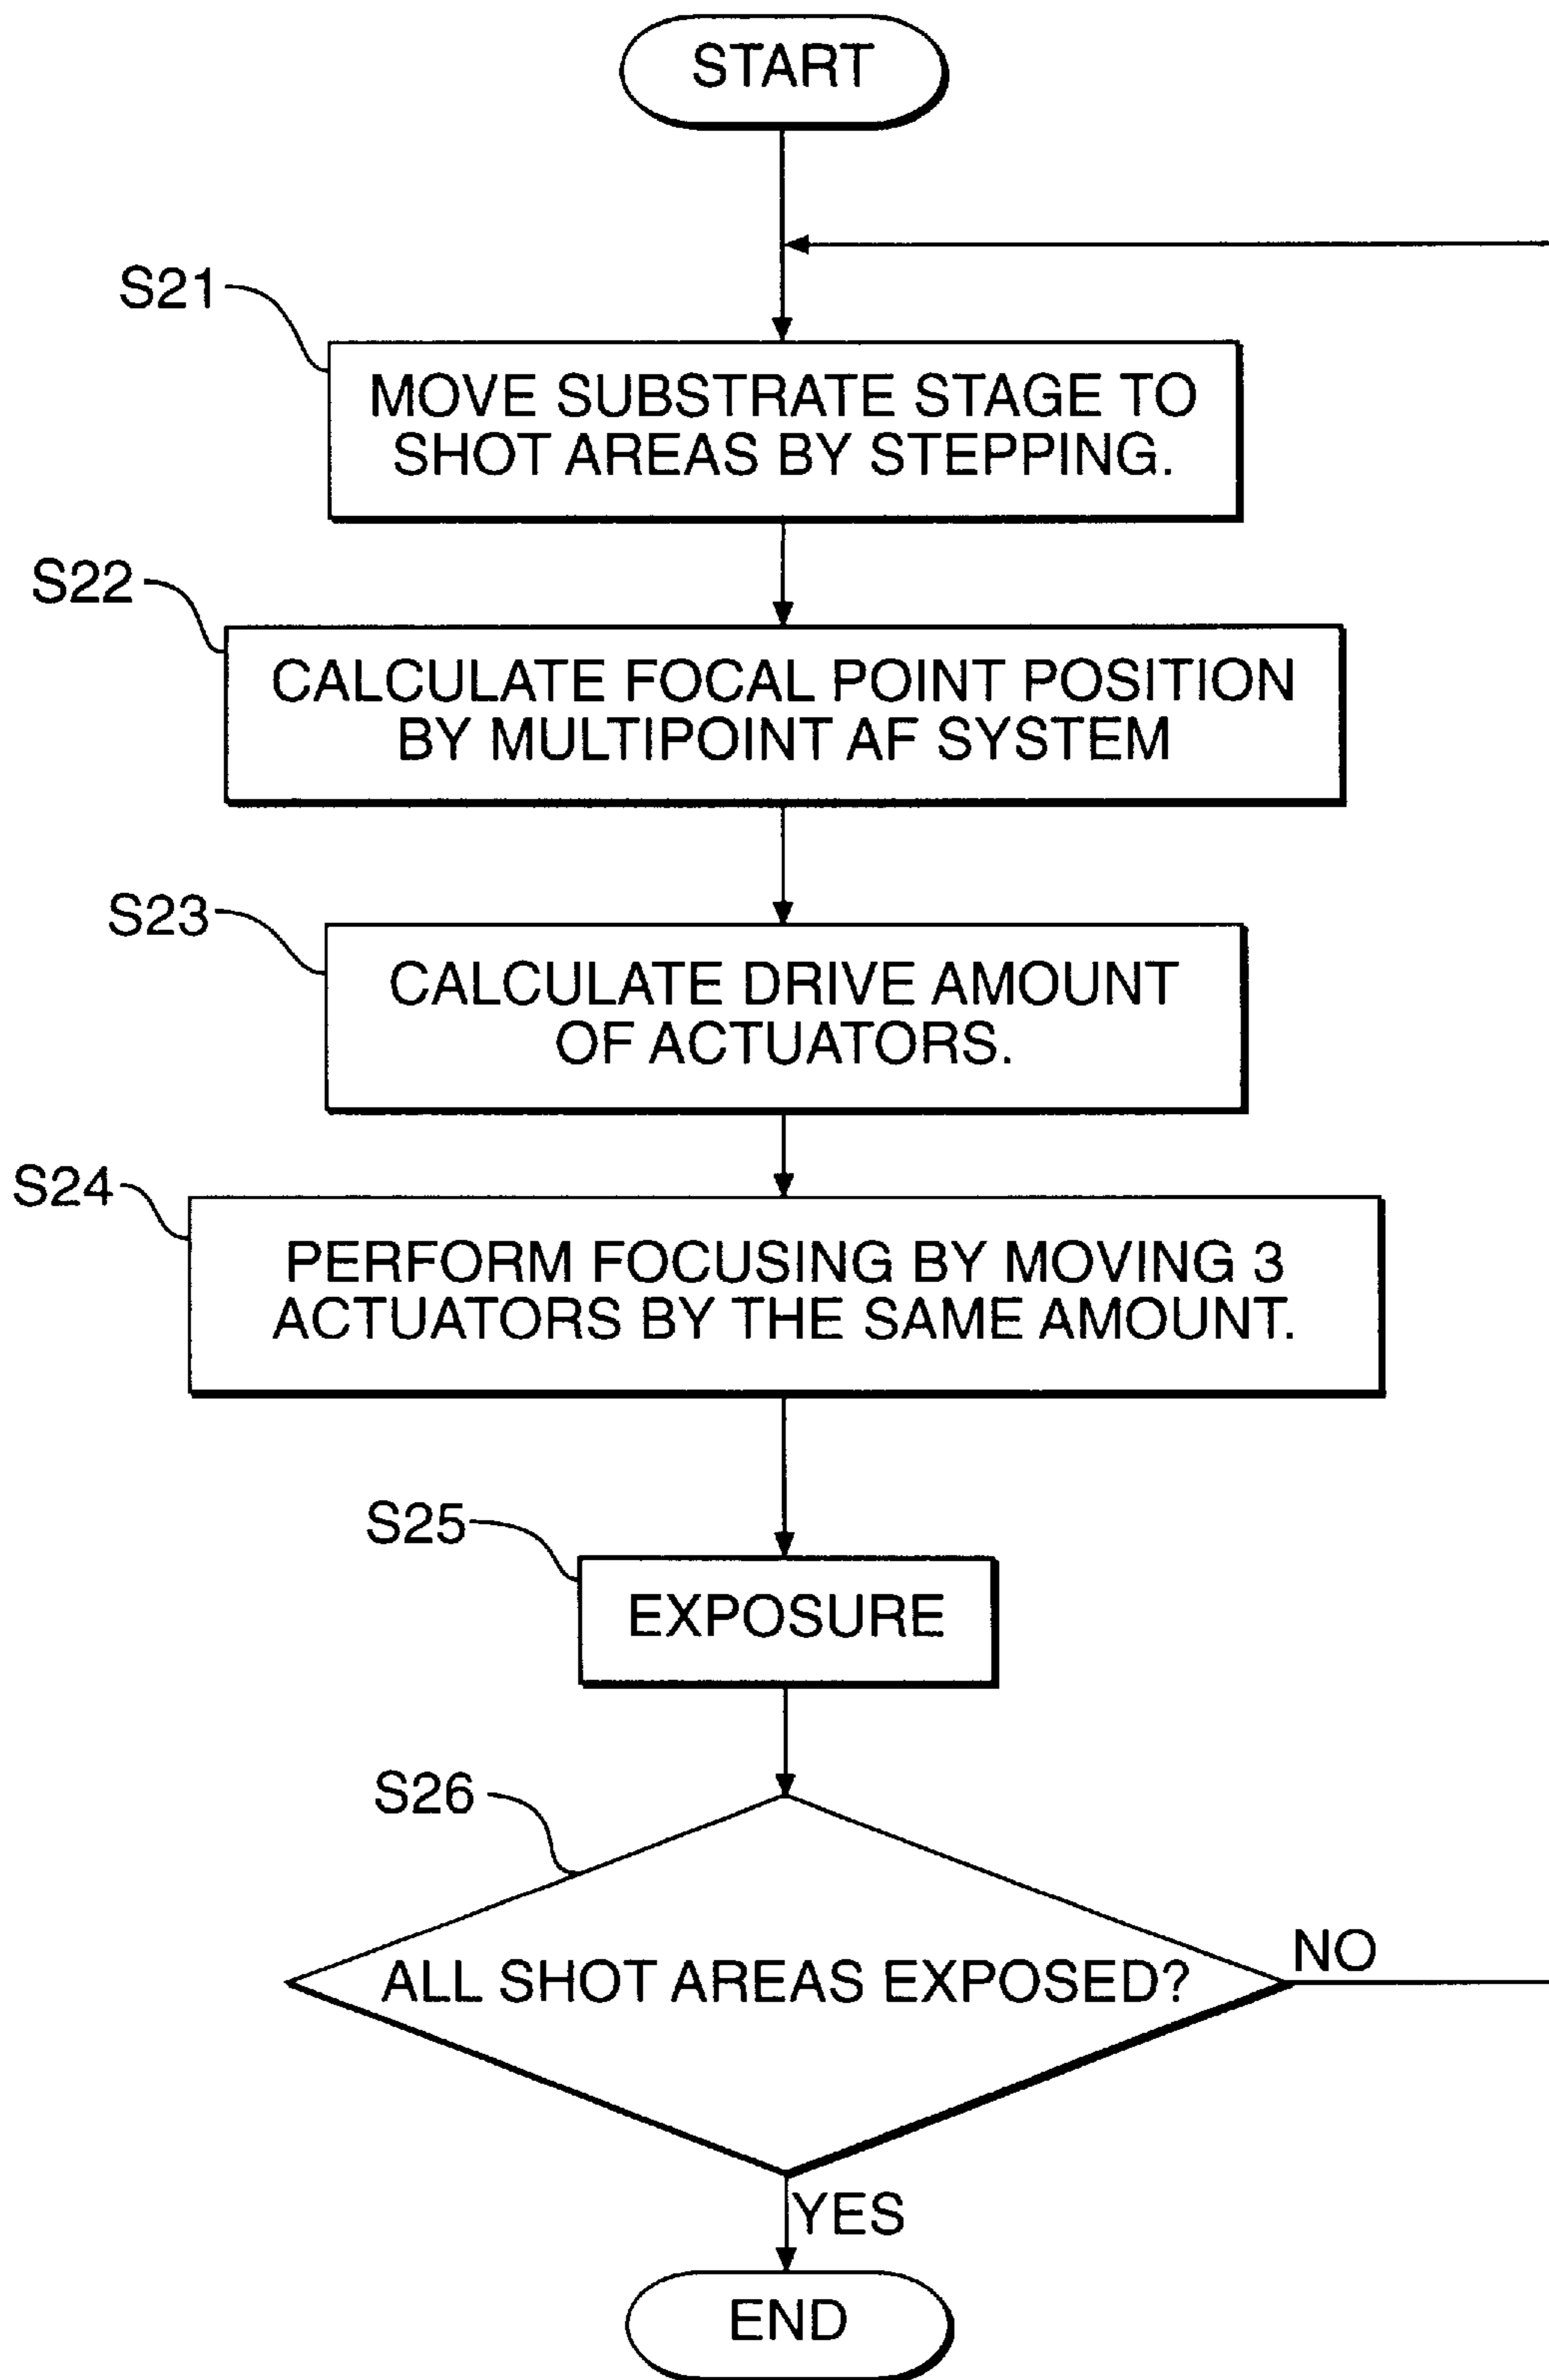 START
S21
MOVE SUBSTRATE STAGE TO
SHOT AREAS BY STEPPING.
S22
CALCULATE FOCAL POINT POSITION
BY MULTIPOINT AF SYSTEM
S23
CALCULATE DRIVE AMOUNT
OF ACTUATORS.
S24
PERFORM FOCUSING BY MOVING 3
ACTUATORS BY THE SAME AMOUNT.
S25
EXPOSURE
S26
ALL SHOT AREAS EXPOSED?
NO
YES
END